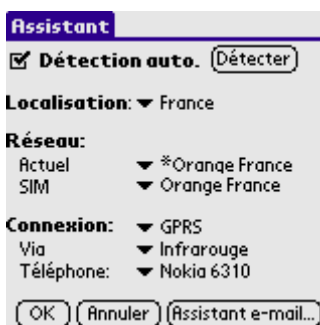 Assistant
Détection auto. Détecter
Localisation: France
Réseau:
Actuel *Orange France
SIM Orange France
Connexion: GPRS
Via Infrarouge
Téléphone: Nokia 6310
OK Annuler Assistant e-mail...